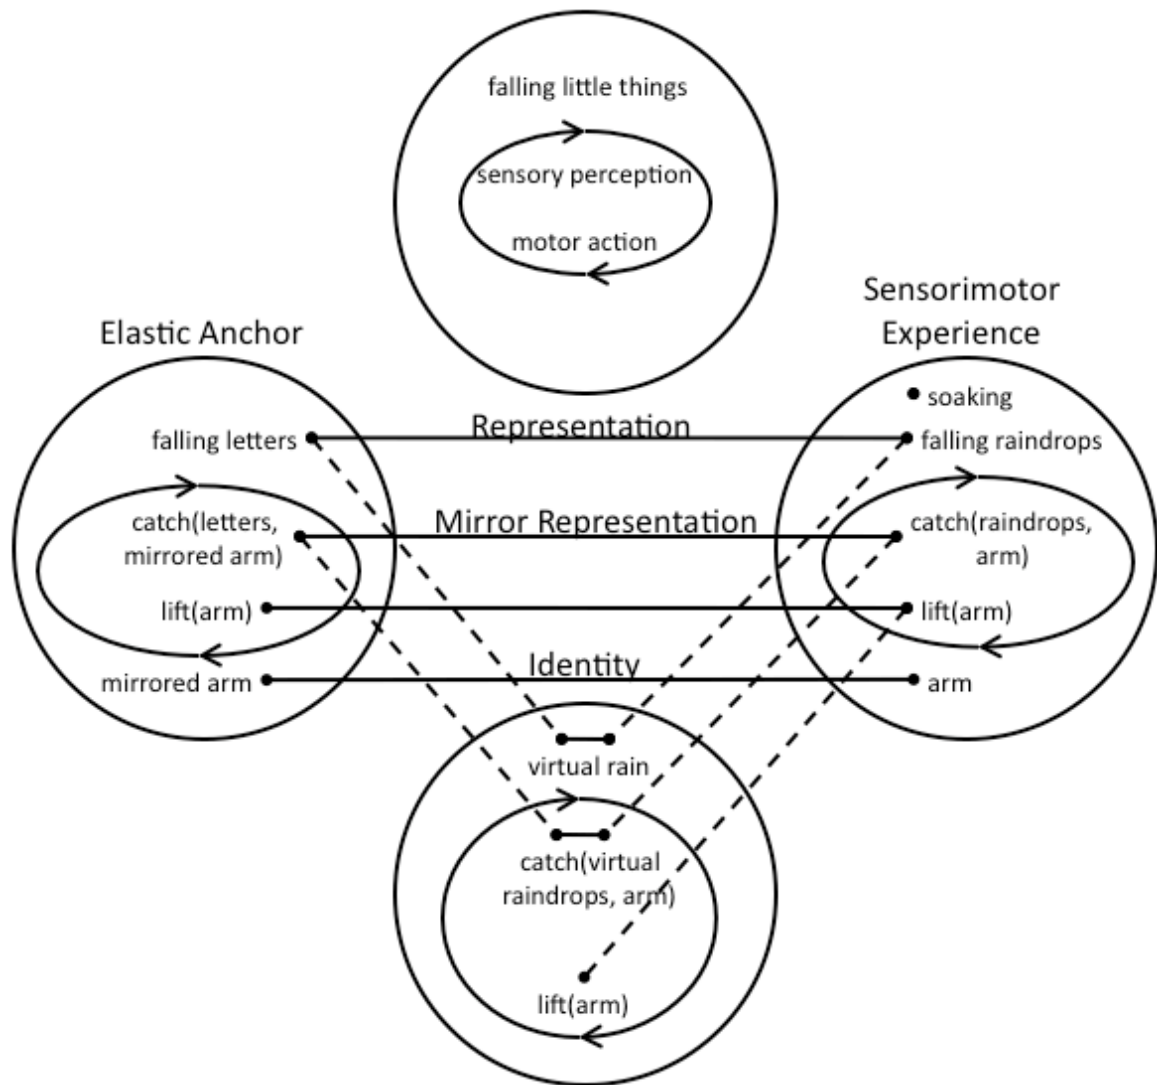 falling little things
sensory perception
motor action
Elastic Anchor
Sensorimotor
Experience
soaking
Representation
falling letters
falling raindrops
Mirror Representation
catch(letters,
mirrored arm)
catch(raindrops,
arm)
lift(arm)
lift(arm)
Identity
mirrored arm
arm
virtual rain
catch(virtual
raindrops, arm)
lift(arm)